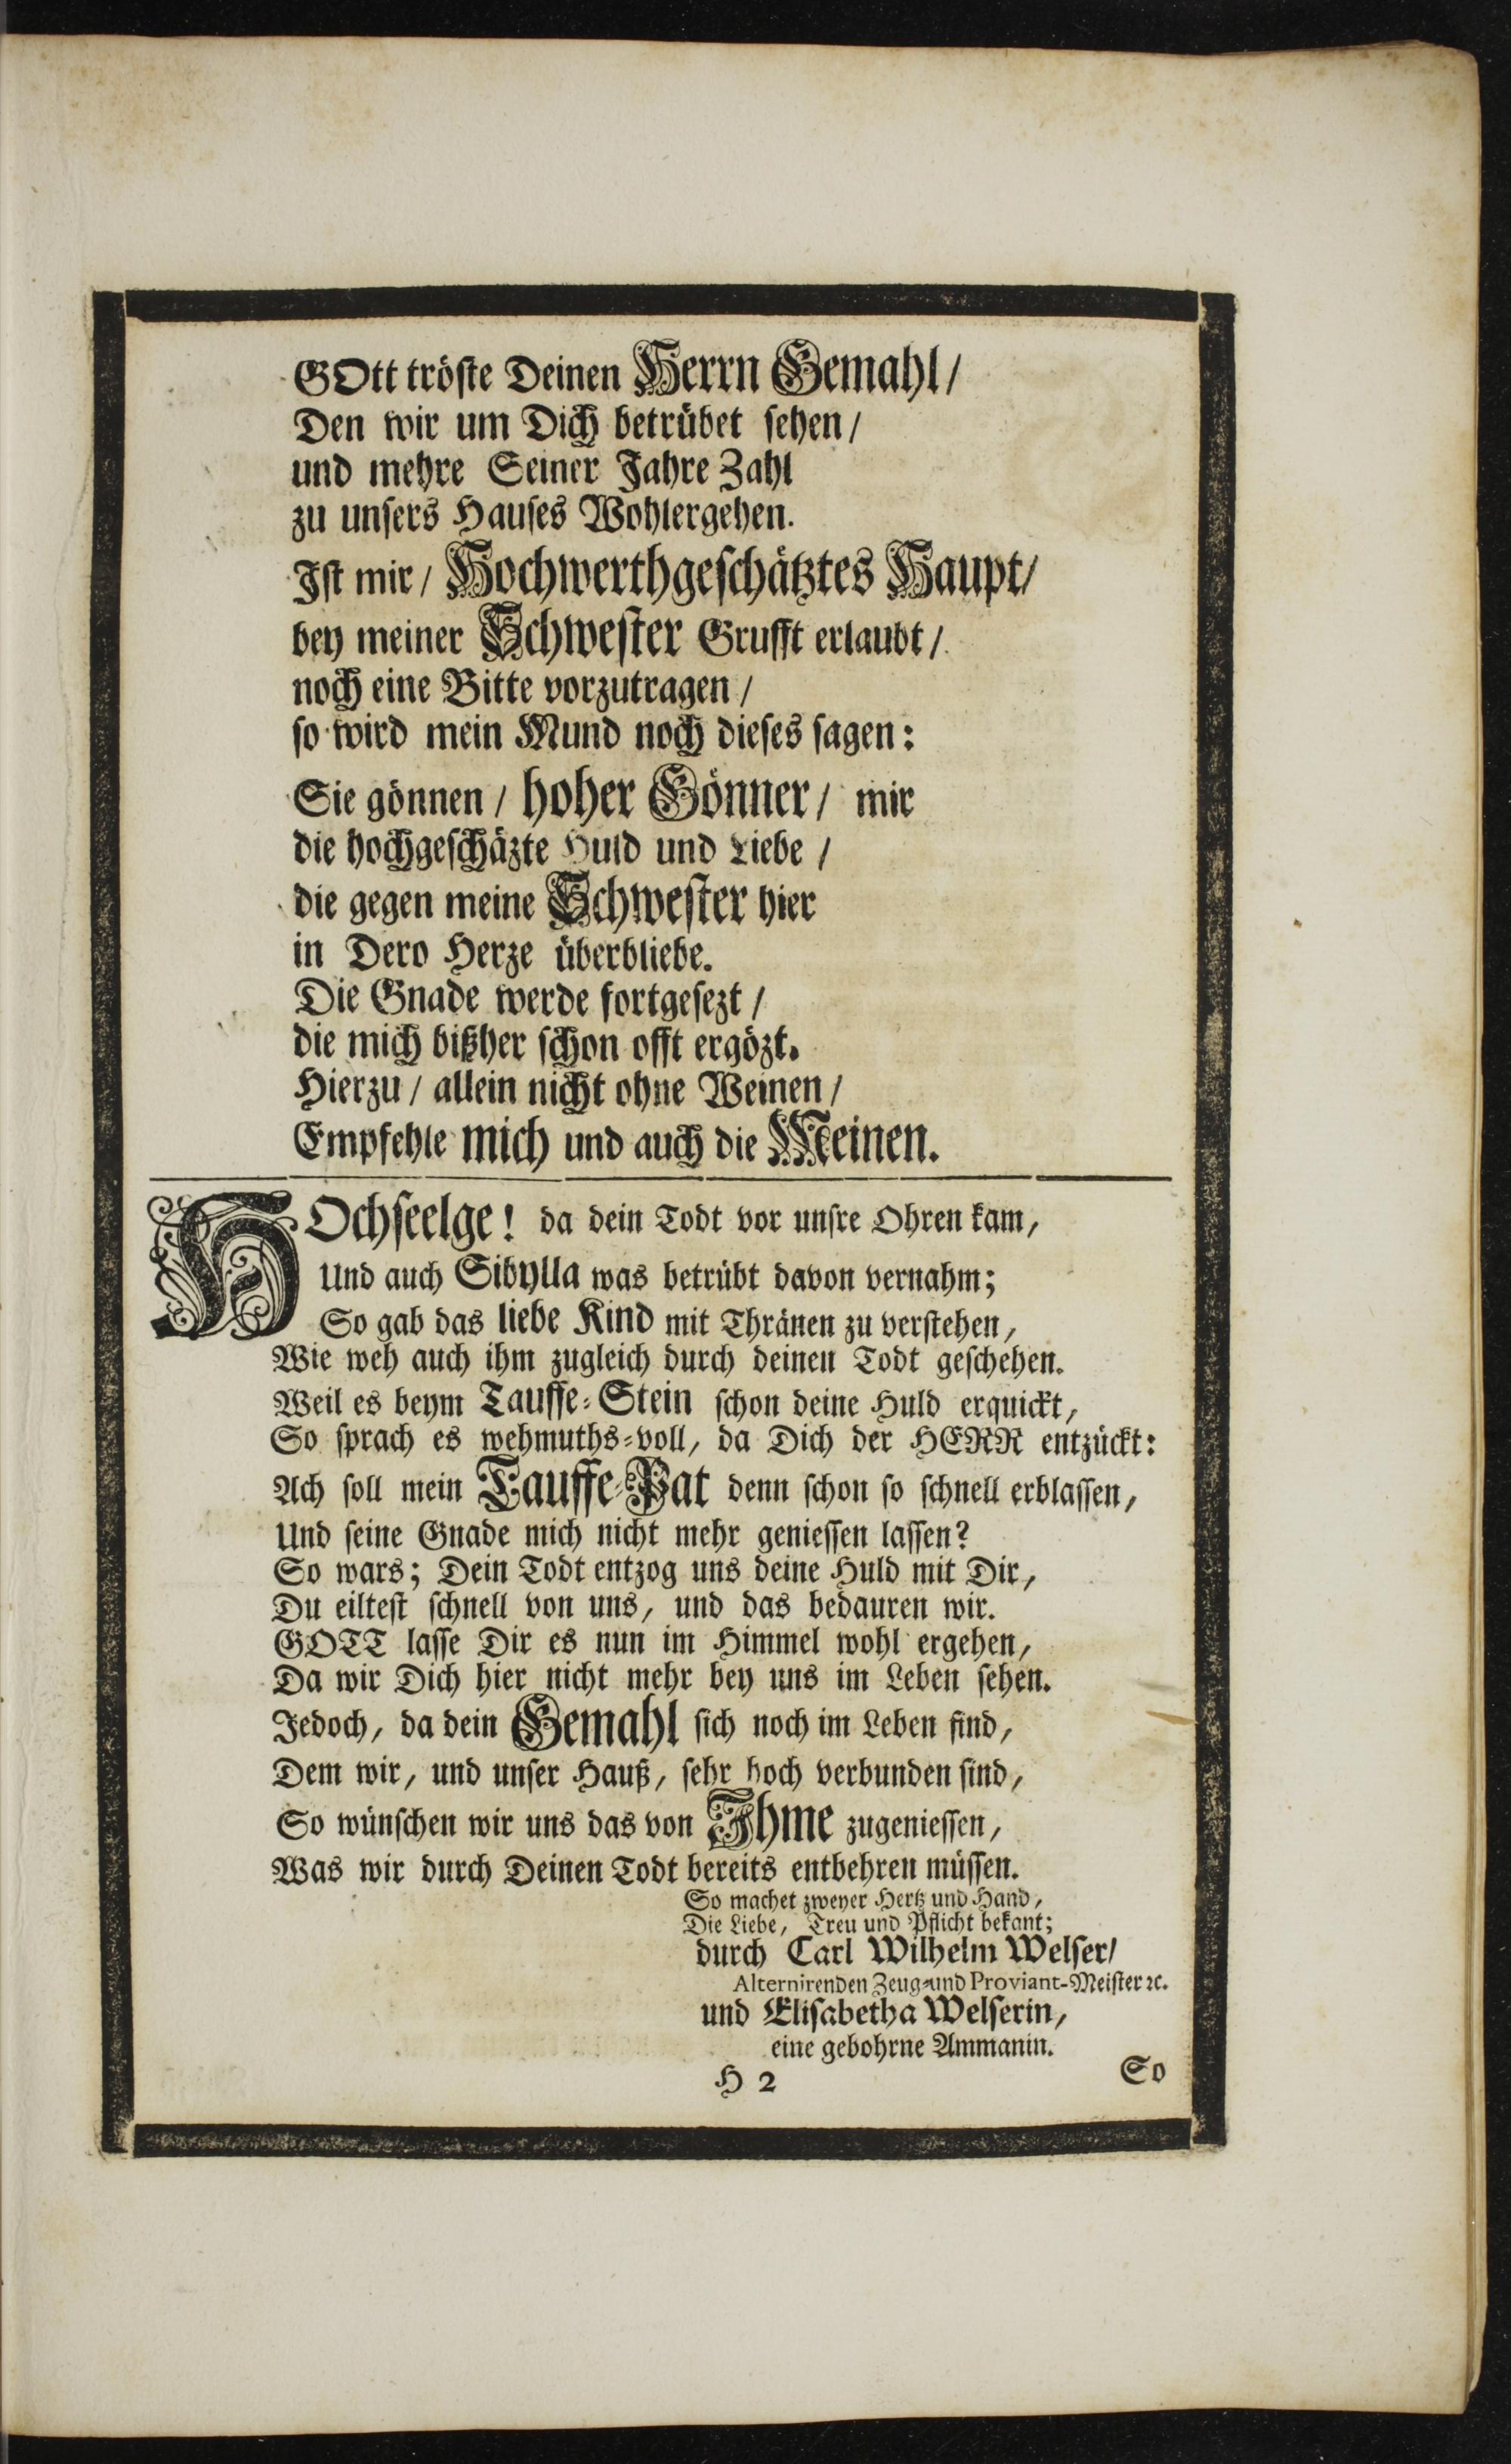 GOtt tröste Deinen Herrn Gemahl/
Den wir um Dich betrübet sehen/
und mehre Seiner Jahre Zahl
zu unsers Hauses Wohlergehen.
Ist mir/ Hochwerthgeschätztes Haupt/
bey meiner Schwester Grufft erlaubt/
noch eine Bitte vorzutragen/
so wird mein Mund noch dieses sagen:
Sie gönnen/ hoher Gönner/ mir
die hochgeschäzte Huld und Liebe/
die gegen meine Schwester hier
in Dero Herze überbliebe.
Die Gnade werde fortgesezt/
die mich bißher schon offt ergözt.
Hierzu/ allein nicht ohne Weinen/
Empfehle mich und auch die Meinen.
HOchseelge! da dein Todt vor unsre Ohren kam,
Und auch Sibylla was betrübt davon vernahm;
So gab das liebe Kind mit Thränen zu verstehen,
Wie weh auch ihm zugleich durch deinen Todt geschehen.
Weil es beym Tauffe-Stein schon deine Huld erquickt,
So sprach es wehmuths-voll, da Dich der HERR entzückt:
Ach soll mein Tauffe-Pat denn schon so schnell erblassen,
Und seine Gnade mich nicht mehr geniessen lassen?
So wars; Dein Todt entzog uns deine Huld mit Dir,
Du eiltest schnell von uns, und das bedauren wir.
GOTT lasse Dir es nun im Himmel wohl ergehen,
Da wir Dich hier nicht mehr bey uns im Leben sehen.
Jedoch, da dein Gemahl sich noch im Leben find,
Dem wir, und unser Hauß, sehr hoch verbunden sind,
So wünschen wir uns das von Ihme zugeniessen,
Was wir durch Deinen Todt bereits entbehren müssen.
So machet zweyer Hertz und Hand,
Die Liebe, Treu und Pflicht bekant;
durch Carl Wilhelm Welser/
Alternirenden Zeug- und Proviant-Meister ꝛc.
und Elisabetha Welserin,
eine gebohrne Ammanin.
H 2
So